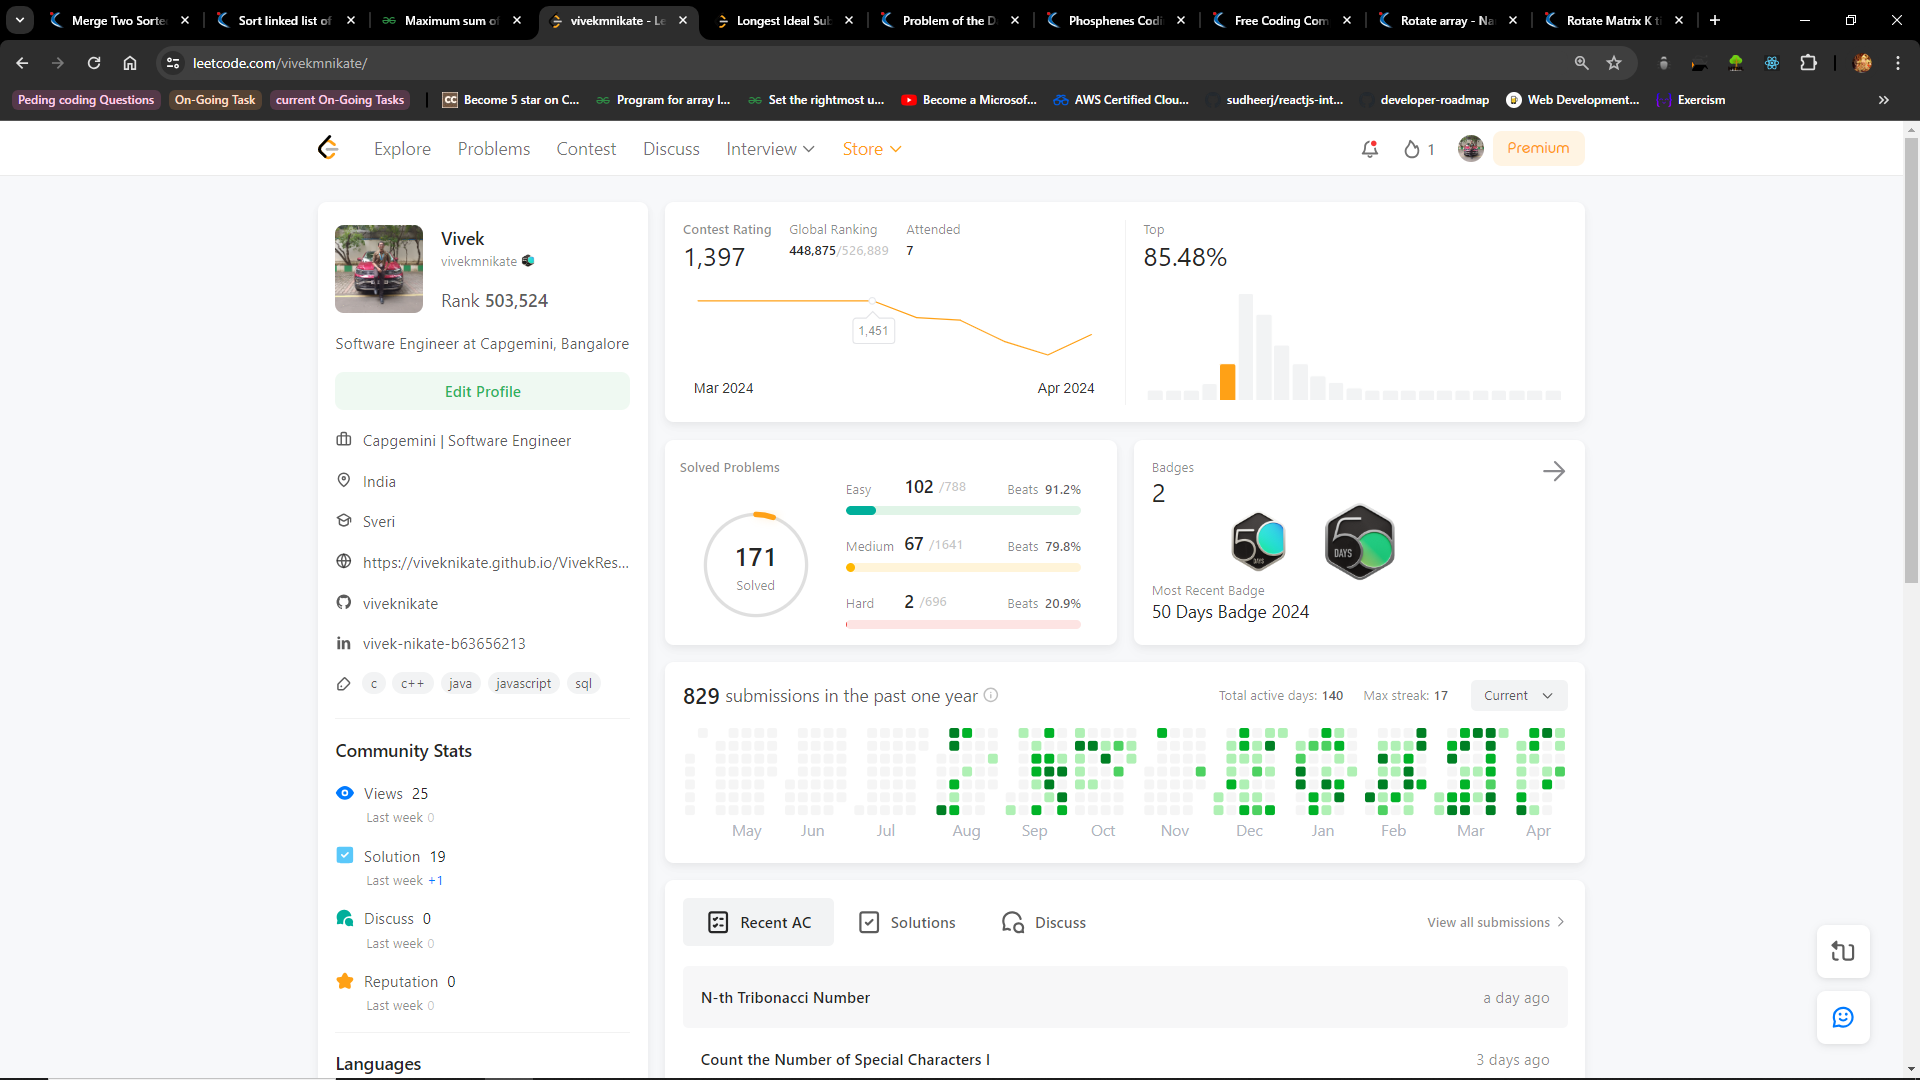 Merge Two Sorte
Sort linked list of
Maximum sum of
vivekmnikate - Le
Longest Ideal Sub
Problem of the D
Phosphenes Codi
Free Coding Com
Rotate array - Na
Rotate Matrix K ti
leetcode.com/vivekmnikate/
Peding coding Questions
On-Going Task
current On-Going Tasks
CC Become 5 star on C...
Program for array l...
Set the rightmost u...
Become a Microsof...
AWS Certified Clou...
sudheerj/reactjs-int...
developer-roadmap
Web Development...
Exercism
Explore Problems Contest Discuss Interview Store
1
Premium
Vivek
vivekmnikate
Rank 503,524
Software Engineer at Capgemini, Bangalore
Edit Profile
Capgemini | Software Engineer
India
Sveri
https://viveknikate.github.io/VivekRes...
viveknikate
vivek-nikate-b63656213
c c++ java javascript sql
Community Stats
Views 25
Last week 0
Solution 19
Last week +1
Discuss 0
Last week 0
Reputation 0
Last week 0
Languages
Contest Rating
1,397
Global Ranking
448,875/526,889
Attended
7
1,451
Mar 2024 Apr 2024
Top
85.48%
Solved Problems
171
Solved
Easy 102 /788 Beats 91.2%
Medium 67 /1641 Beats 79.8%
Hard 2 /696 Beats 20.9%
Badges
2
50 DAYS
50 DAYS
Most Recent Badge
50 Days Badge 2024
829 submissions in the past one year
Total active days: 140 Max streak: 17 Current
May Jun Jul Aug Sep Oct Nov Dec Jan Feb Mar Apr
Recent AC Solutions Discuss View all submissions
N-th Tribonacci Number a day ago
Count the Number of Special Characters I 3 days ago